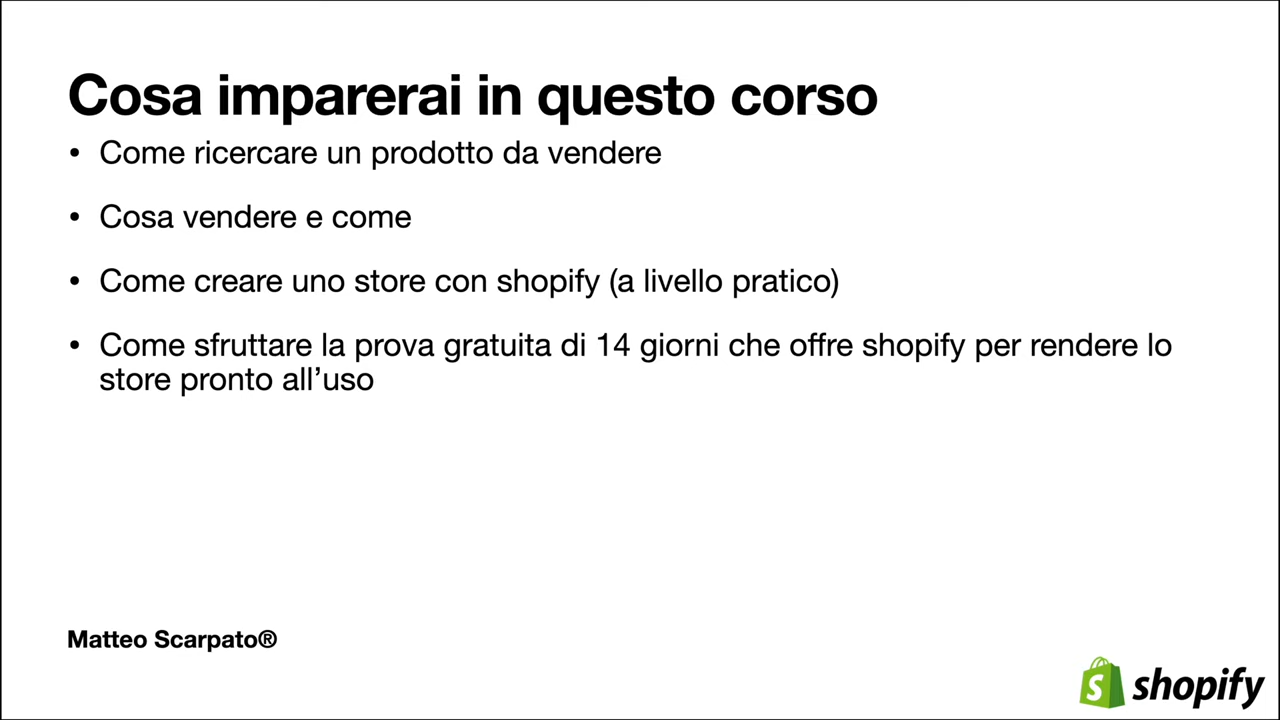 Cosa imparerai in questo corso
• Come ricercare un prodotto da vendere
• Cosa vendere e come
• Come creare uno store con shopify (a livello pratico)
• Come sfruttare la prova gratuita di 14 giorni che offre shopify per rendere lo
store pronto all’uso
Matteo Scarpato®
shopify